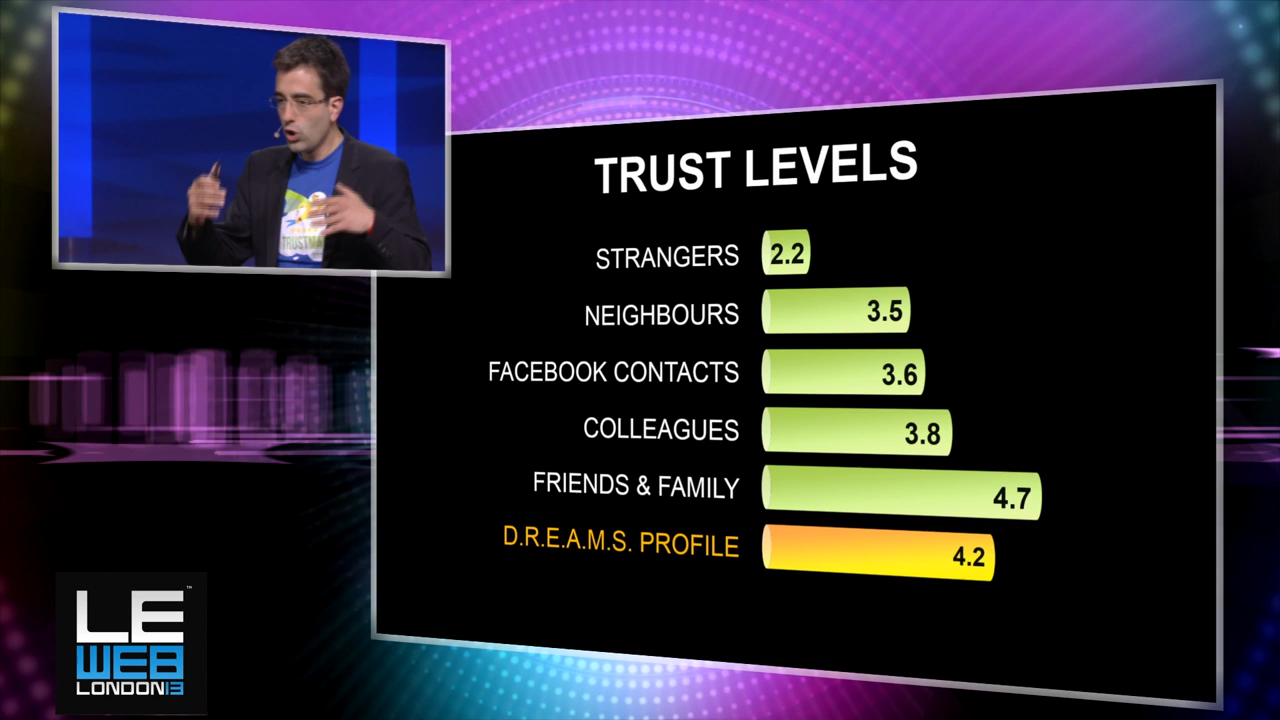 TRUST LEVELS
STRANGERS 2.2
NEIGHBOURS 3.5
FACEBOOK CONTACTS 3.6
COLLEAGUES 3.8
FRIENDS & FAMILY 4.7
D.R.E.A.M.S. PROFILE 4.2
LE™
WEB
LONDON13